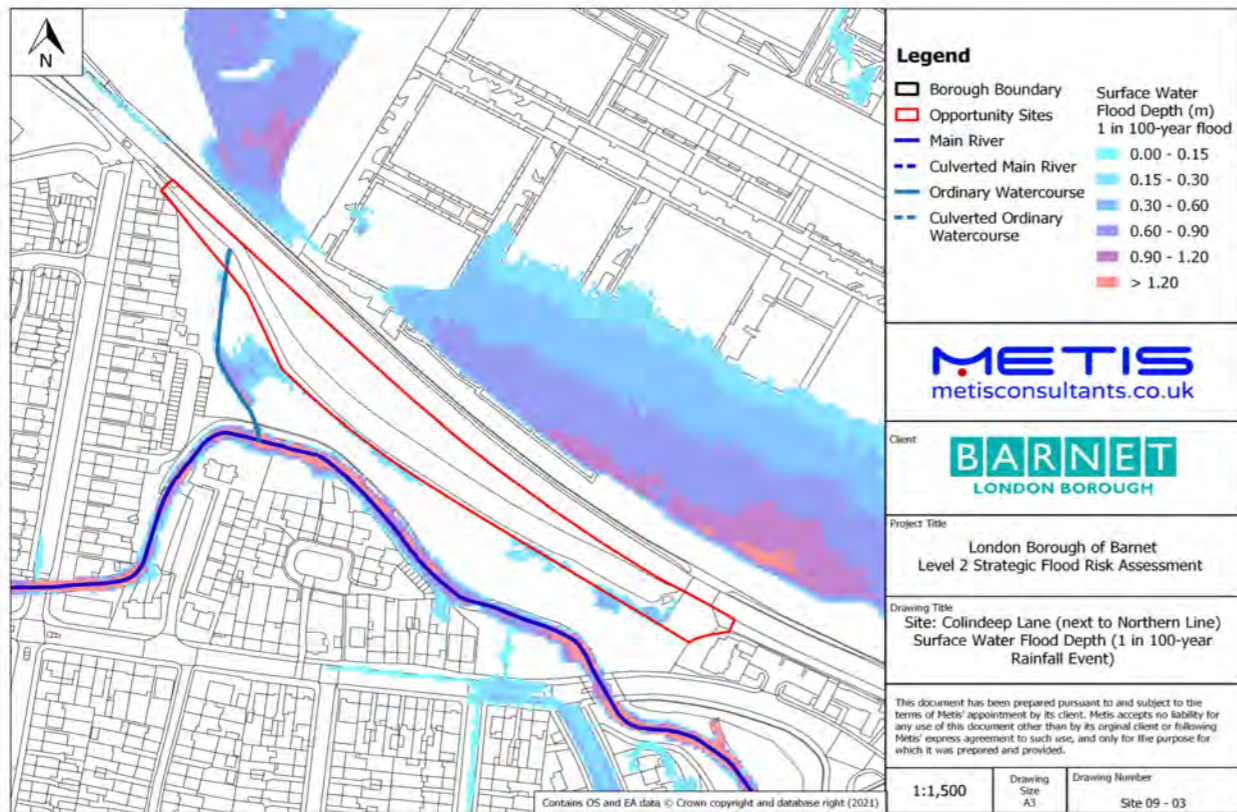 N
Legend
Borough Boundary
Opportunity Sites
Main River
Culverted Main River
Ordinary Watercourse
Culverted Ordinary
Watercourse
Surface Water
Flood Depth (m)
1 in 100-year flood
0.00 - 0.15
0.15 - 0.30
0.30 - 0.60
0.60 - 0.90
0.90 - 1.20
> 1.20
METIS
metisconsultants.co.uk
Client
BARNET
LONDON BOROUGH
Project Title
London Borough of Barnet
Level 2 Strategic Flood Risk Assessment
Drawing Title
Site: Colindeep Lane (next to Northern Line)
Surface Water Flood Depth (1 in 100-year
Rainfall Event)
This document has been prepared pursuant to and subject to the
terms of Metis' appointment by its client. Metis accepts no liability for
any use of this document other than by its orginal client or following
Metis' express agreement to such use, and only for the purpose for
which it was prepared and provided.
1:1,500
Drawing
Size
A3
Drawing Number
Site 09 - 03
Contains OS and EA data © Crown copyright and database right (2021)